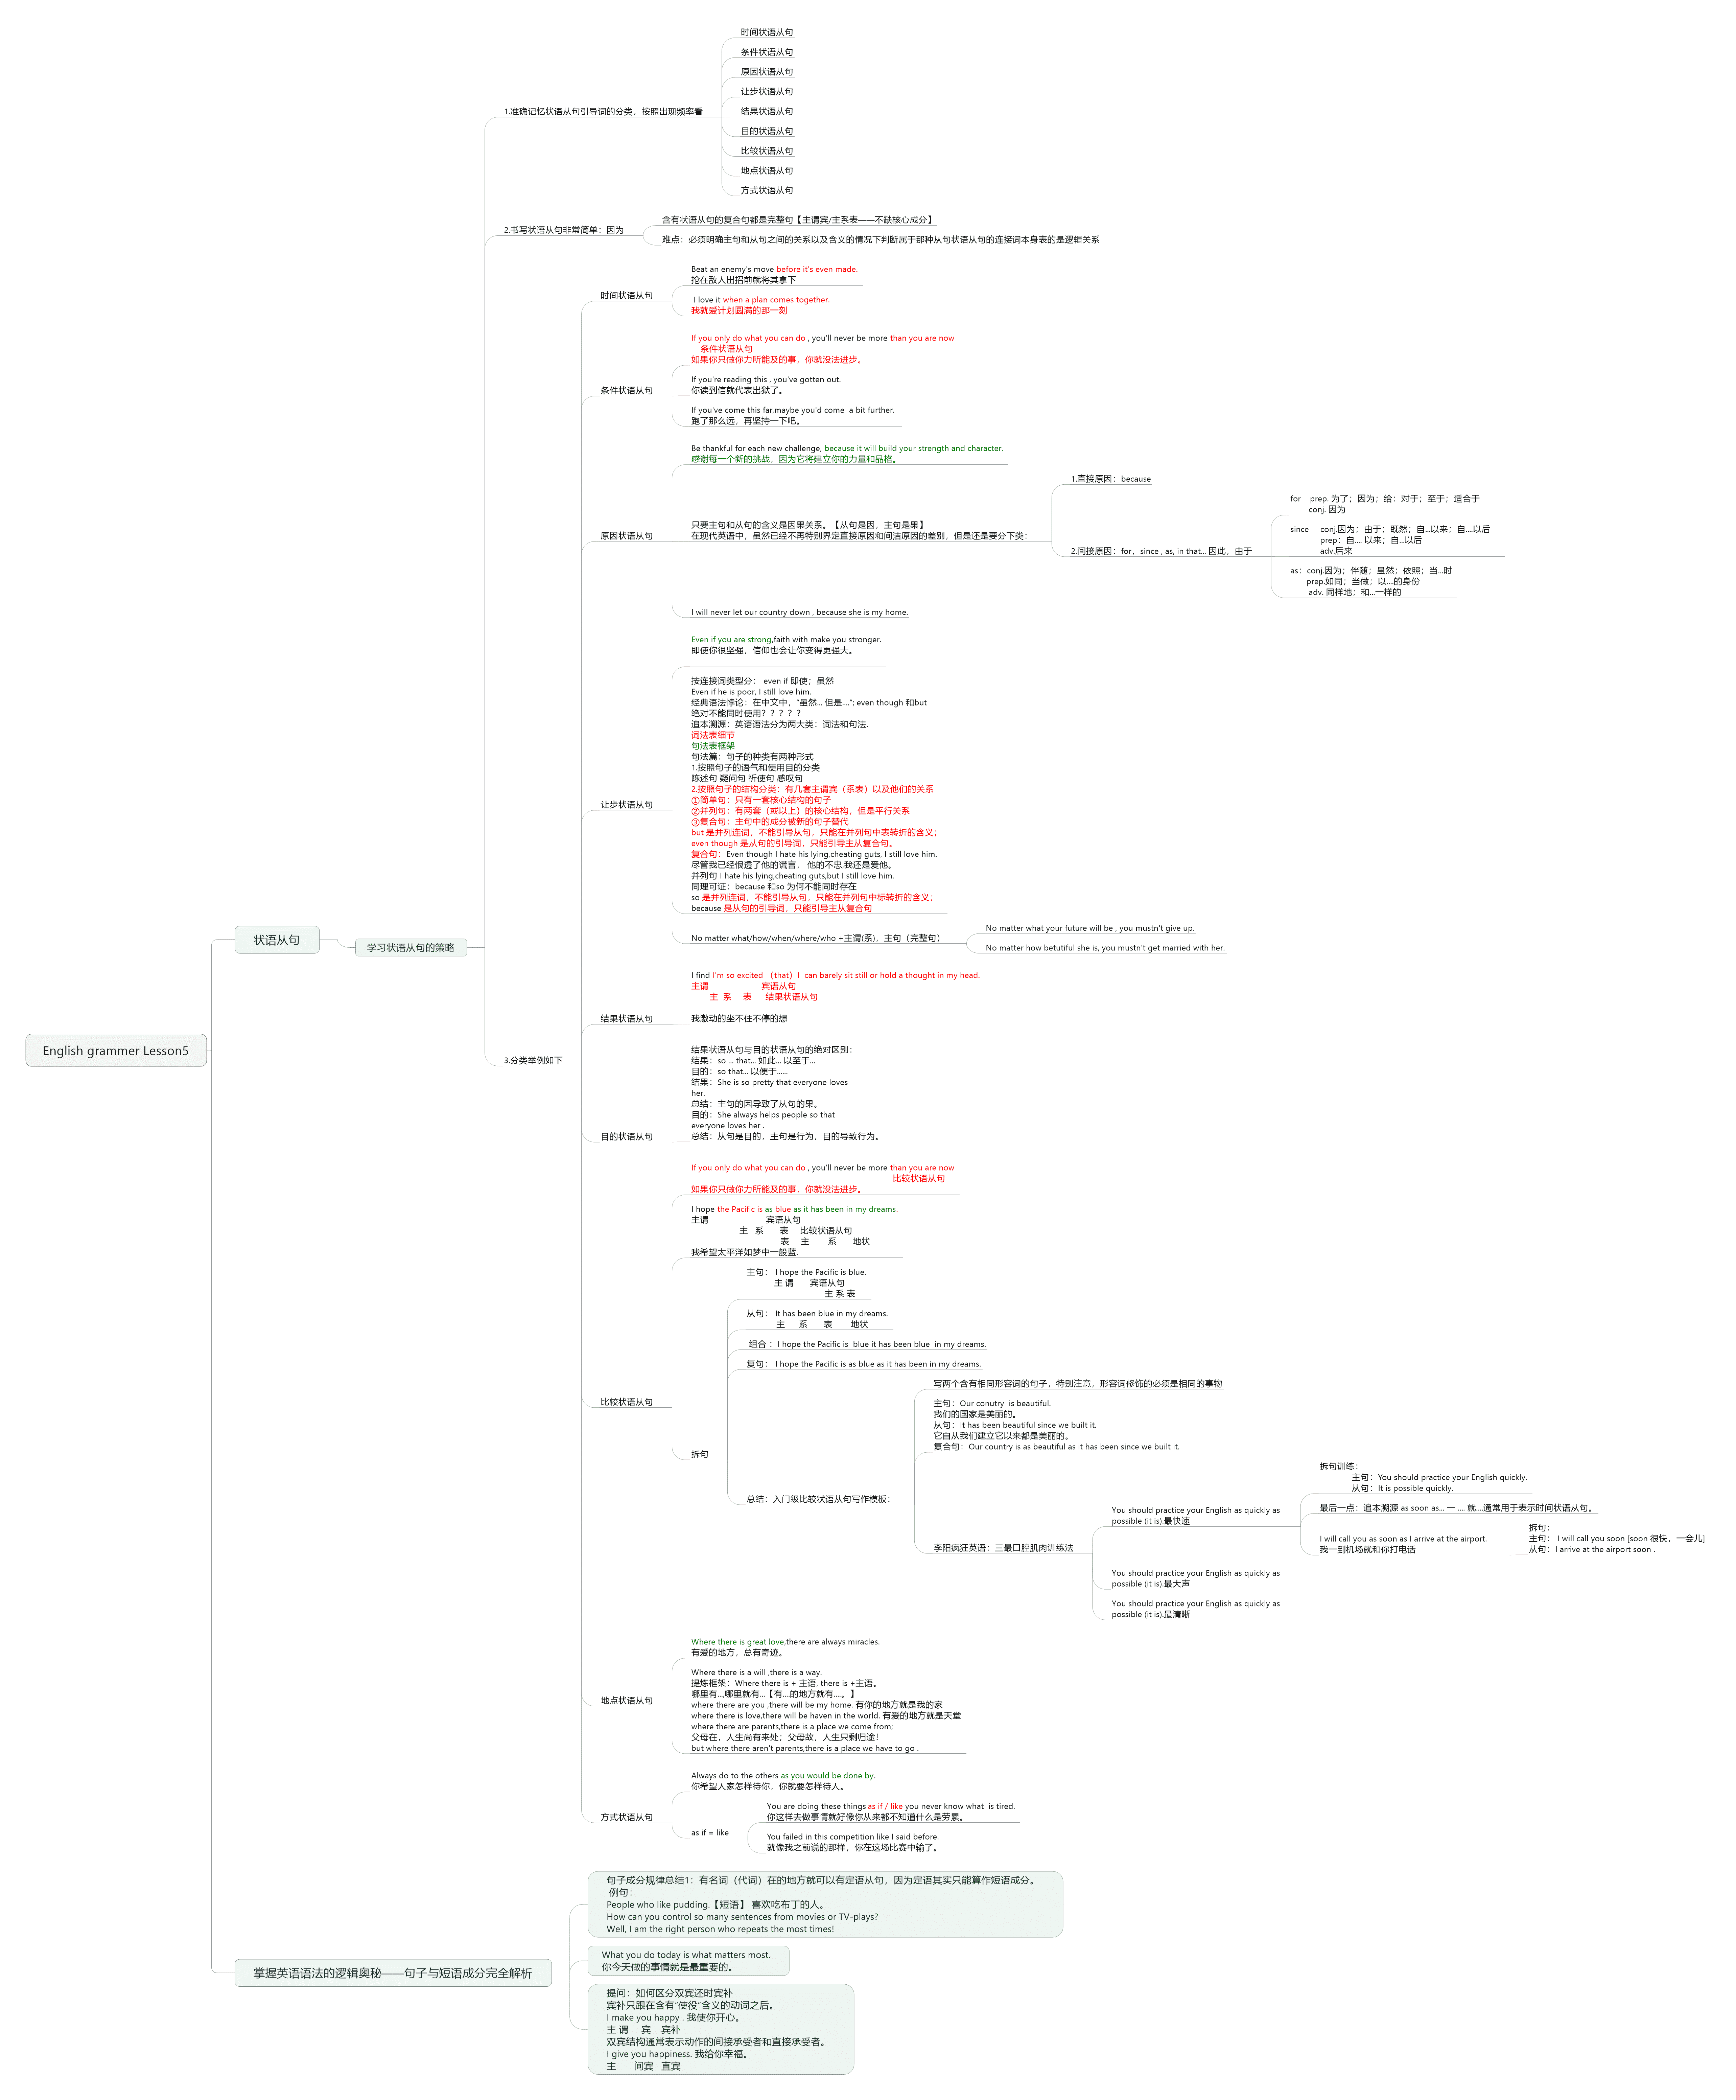 English grammer Lesson5
状语从句
学习状语从句的策略
1.准确记忆状语从句引导词的分类，按照出现频率看
时间状语从句
条件状语从句
原因状语从句
让步状语从句
结果状语从句
目的状语从句
比较状语从句
地点状语从句
方式状语从句
2.书写状语从句非常简单：因为
含有状语从句的复合句都是完整句【主谓宾/主系表——不缺核心成分】
难点：必须明确主句和从句之间的关系以及含义的情况下判断属于那种从句状语从句的连接词本身表的是逻辑关系
3.分类举例如下
时间状语从句
Beat an enemy's move before it's even made.
抢在敌人出招前就将其拿下
I love it when a plan comes together.
我就爱计划圆满的那一刻
条件状语从句
If you only do what you can do , you'll never be more than you are now
条件状语从句
如果你只做你力所能及的事，你就没法进步。
If you're reading this , you've gotten out.
你读到信就代表出狱了。
If you've come this far,maybe you'd come a bit further.
跑了那么远，再坚持一下吧。
原因状语从句
Be thankful for each new challenge, because it will build your strength and character.
感谢每一个新的挑战，因为它将建立你的力量和品格。
只要主句和从句的含义是因果关系。【从句是因，主句是果】
在现代英语中，虽然已经不再特别界定直接原因和间洁原因的差别，但是还是要分下类：
1.直接原因：because
2.间接原因：for，since , as, in that... 因此，由于
for prep. 为了；因为；给：对于；至于；适合于
conj. 因为
since conj.因为；由于；既然；自...以来；自....以后
prep：自.... 以来；自...以后
adv.后来
as：conj.因为；伴随；虽然；依照；当...时
prep.如同；当做；以....的身份
adv. 同样地；和...一样的
I will never let our country down , because she is my home.
让步状语从句
Even if you are strong,faith with make you stronger.
即使你很坚强，信仰也会让你变得更强大。
按连接词类型分： even if 即使；虽然
Even if he is poor, I still love him.
经典语法悖论：在中文中，“虽然... 但是....”; even though 和but
绝对不能同时使用？？？？？
追本溯源：英语语法分为两大类：词法和句法.
词法表细节
句法表框架
句法篇：句子的种类有两种形式
1.按照句子的语气和使用目的分类
陈述句 疑问句 祈使句 感叹句
2.按照句子的结构分类：有几套主谓宾（系表）以及他们的关系
①简单句：只有一套核心结构的句子
②并列句：有两套（或以上）的核心结构，但是平行关系
③复合句：主句中的成分被新的句子替代
but 是并列连词，不能引导从句，只能在并列句中表转折的含义；
even though 是从句的引导词，只能引导主从复合句。
复合句：Even though I hate his lying,cheating guts, I still love him.
尽管我已经恨透了他的谎言， 他的不忠.我还是爱他。
并列句 I hate his lying,cheating guts,but I still love him.
同理可证：because 和so 为何不能同时存在
so 是并列连词，不能引导从句，只能在并列句中标转折的含义；
because 是从句的引导词，只能引导主从复合句
No matter what/how/when/where/who +主谓(系)，主句（完整句）
No matter what your future will be , you mustn't give up.
No matter how betutiful she is, you mustn't get married with her.
结果状语从句
I find I'm so excited （that）I can barely sit still or hold a thought in my head.
主谓 宾语从句
主 系 表 结果状语从句
我激动的坐不住不停的想
目的状语从句
结果状语从句与目的状语从句的绝对区别：
结果：so ... that... 如此... 以至于...
目的：so that... 以便于......
结果：She is so pretty that everyone loves
her.
总结：主句的因导致了从句的果。
目的：She always helps people so that
everyone loves her .
总结：从句是目的，主句是行为，目的导致行为。
比较状语从句
If you only do what you can do , you'll never be more than you are now
比较状语从句
如果你只做你力所能及的事，你就没法进步。
I hope the Pacific is as blue as it has been in my dreams.
主谓 宾语从句
主 系 表 比较状语从句
表 主 系 地状
我希望太平洋如梦中一般蓝.
拆句
主句： I hope the Pacific is blue.
主 谓 宾语从句
主 系 表
从句： It has been blue in my dreams.
主 系 表 地状
组合 ：I hope the Pacific is blue it has been blue in my dreams.
复句： I hope the Pacific is as blue as it has been in my dreams.
总结：入门级比较状语从句写作模板：
写两个含有相同形容词的句子，特别注意，形容词修饰的必须是相同的事物
主句：Our conutry is beautiful.
我们的国家是美丽的。
从句：It has been beautiful since we built it.
它自从我们建立它以来都是美丽的。
复合句：Our country is as beautiful as it has been since we built it.
李阳疯狂英语：三最口腔肌肉训练法
You should practice your English as quickly as
possible (it is).最快速
拆句训练：
主句：You should practice your English quickly.
从句：It is possible quickly.
最后一点：追本溯源 as soon as... 一 .... 就....通常用于表示时间状语从句。
I will call you as soon as I arrive at the airport.
我一到机场就和你打电话
拆句：
主句： I will call you soon [soon 很快，一会儿]
从句：I arrive at the airport soon .
You should practice your English as quickly as
possible (it is).最大声
You should practice your English as quickly as
possible (it is).最清晰
地点状语从句
Where there is great love,there are always miracles.
有爱的地方，总有奇迹。
Where there is a will ,there is a way.
提炼框架：Where there is + 主语, there is +主语。
哪里有...,哪里就有...【有....的地方就有....。】
where there are you ,there will be my home. 有你的地方就是我的家
where there is love,there will be haven in the world. 有爱的地方就是天堂
where there are parents,there is a place we come from;
父母在，人生尚有来处；父母故，人生只剩归途！
but where there aren't parents,there is a place we have to go .
方式状语从句
Always do to the others as you would be done by.
你希望人家怎样待你，你就要怎样待人。
as if = like
You are doing these things as if / like you never know what is tired.
你这样去做事情就好像你从来都不知道什么是劳累。
You failed in this competition like I said before.
就像我之前说的那样，你在这场比赛中输了。
掌握英语语法的逻辑奥秘——句子与短语成分完全解析
句子成分规律总结1：有名词（代词）在的地方就可以有定语从句，因为定语其实只能算作短语成分。
例句：
People who like pudding.【短语】 喜欢吃布丁的人。
How can you control so many sentences from movies or TV-plays?
Well, I am the right person who repeats the most times!
What you do today is what matters most.
你今天做的事情就是最重要的。
提问：如何区分双宾还时宾补
宾补只跟在含有“使役”含义的动词之后。
I make you happy . 我使你开心。
主 谓 宾 宾补
双宾结构通常表示动作的间接承受者和直接承受者。
I give you happiness. 我给你幸福。
主 间宾 直宾